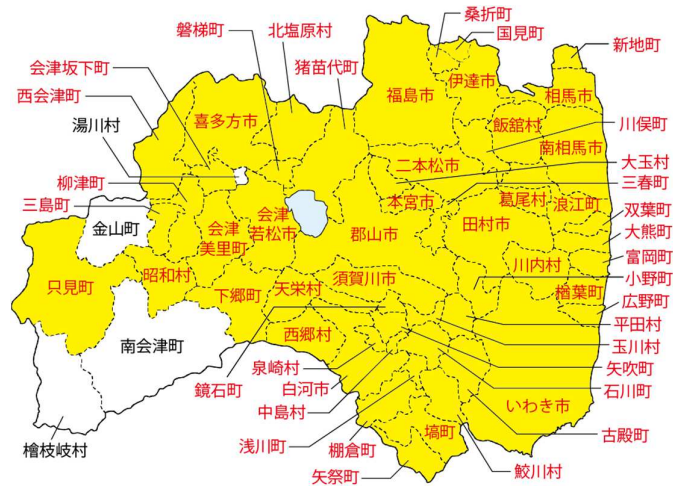 桑折町
国見町
磐梯町
北塩原村
新地町
会津坂下町
猪苗代町
伊達市
西会津町
福島市
相馬市
喜多方市
飯舘村
川俣町
湯川村
南相馬市
二本松市
大玉村
柳津町
三春町
本宮市
葛尾村
三島町
浪江町
双葉町
会津
美里町
会津
若松市
金山町
郡山市
田村市
大熊町
富岡町
川内村
只見町
昭和村
須賀川市
小野町
下郷町
天栄村
楢葉町
広野町
平田村
西郷村
玉川村
南会津町
泉崎村
矢吹町
白河市
鏡石町
石川町
中島村
いわき市
浅川町
古殿町
檜枝岐村
棚倉町
塙町
鮫川村
矢祭町